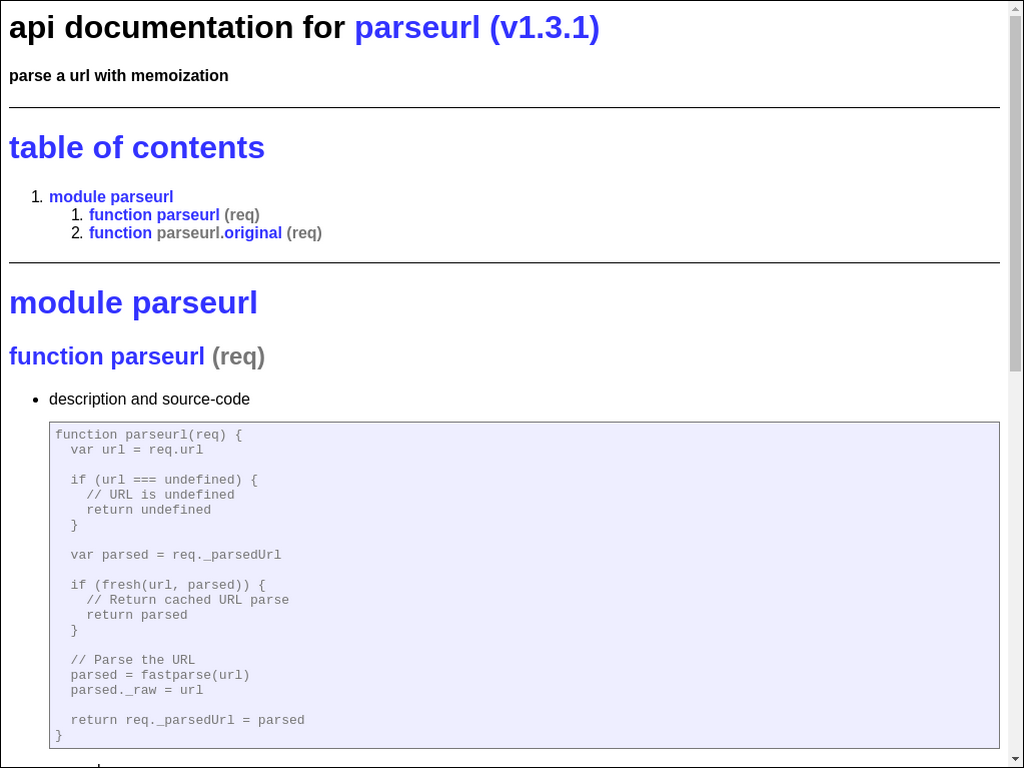 api documentation for parseurl (v1.3.1)
parse a url with memoization
table of contents
1. module parseurl
1. function parseurl (req)
2. function parseurl.original (req)
module parseurl
function parseurl (req)
• description and source-code
function parseurl(req) {
  var url = req.url
  if (url === undefined) {
    // URL is undefined
    return undefined
  }
  var parsed = req._parsedUrl
  if (fresh(url, parsed)) {
    // Return cached URL parse
    return parsed
  }
  // Parse the URL
  parsed = fastparse(url)
  parsed._raw = url
  return req._parsedUrl = parsed
}